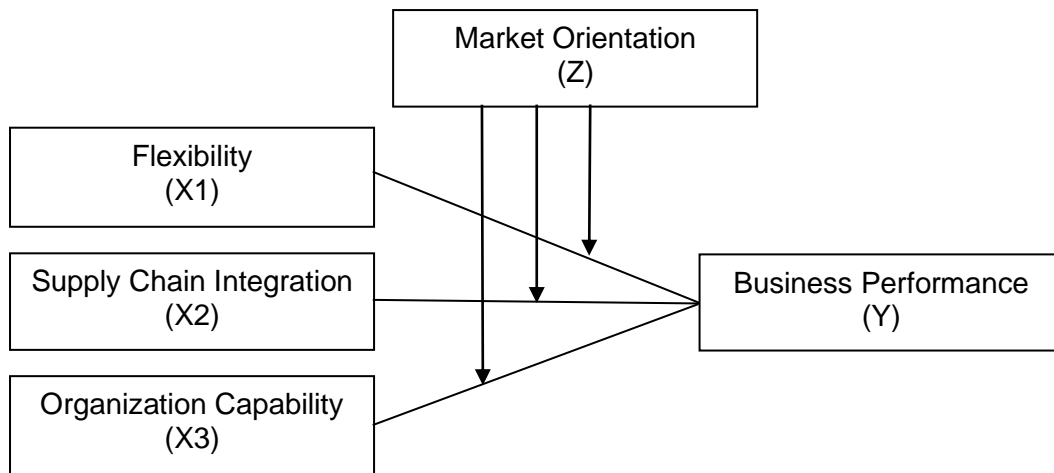 Market Orientation
(Z)
Flexibility
(X1)
Supply Chain Integration
(X2)
Business Performance
(Y)
Organization Capability
(X3)